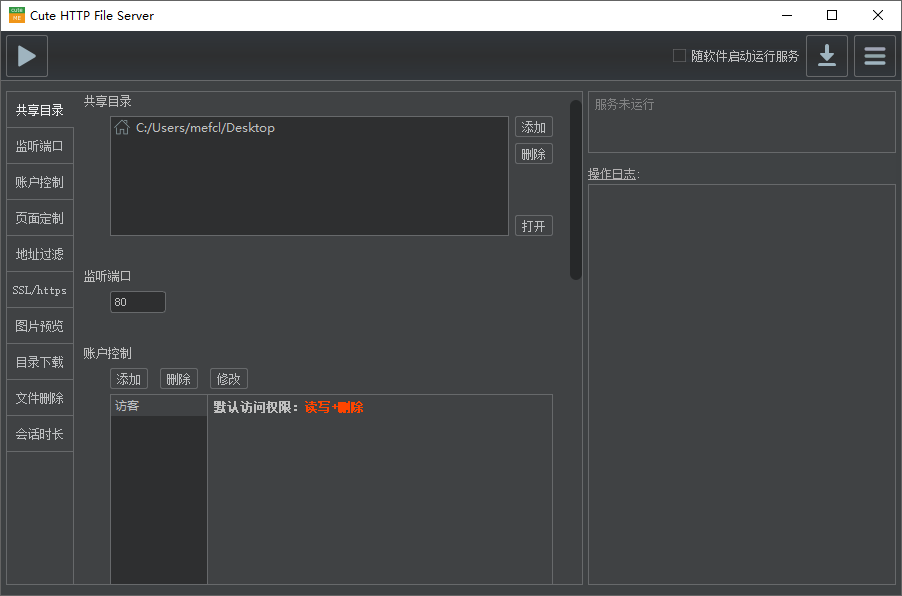 cute
ME
Cute HTTP File Server
随软件启动运行服务
共享目录
监听端口
账户控制
页面定制
地址过滤
SSL/https
图片预览
目录下载
文件删除
会话时长
共享目录
C:/Users/mefcl/Desktop
添加
删除
打开
监听端口
80
账户控制
添加
删除
修改
访客
默认访问权限：读写+删除
服务未运行
操作日志: